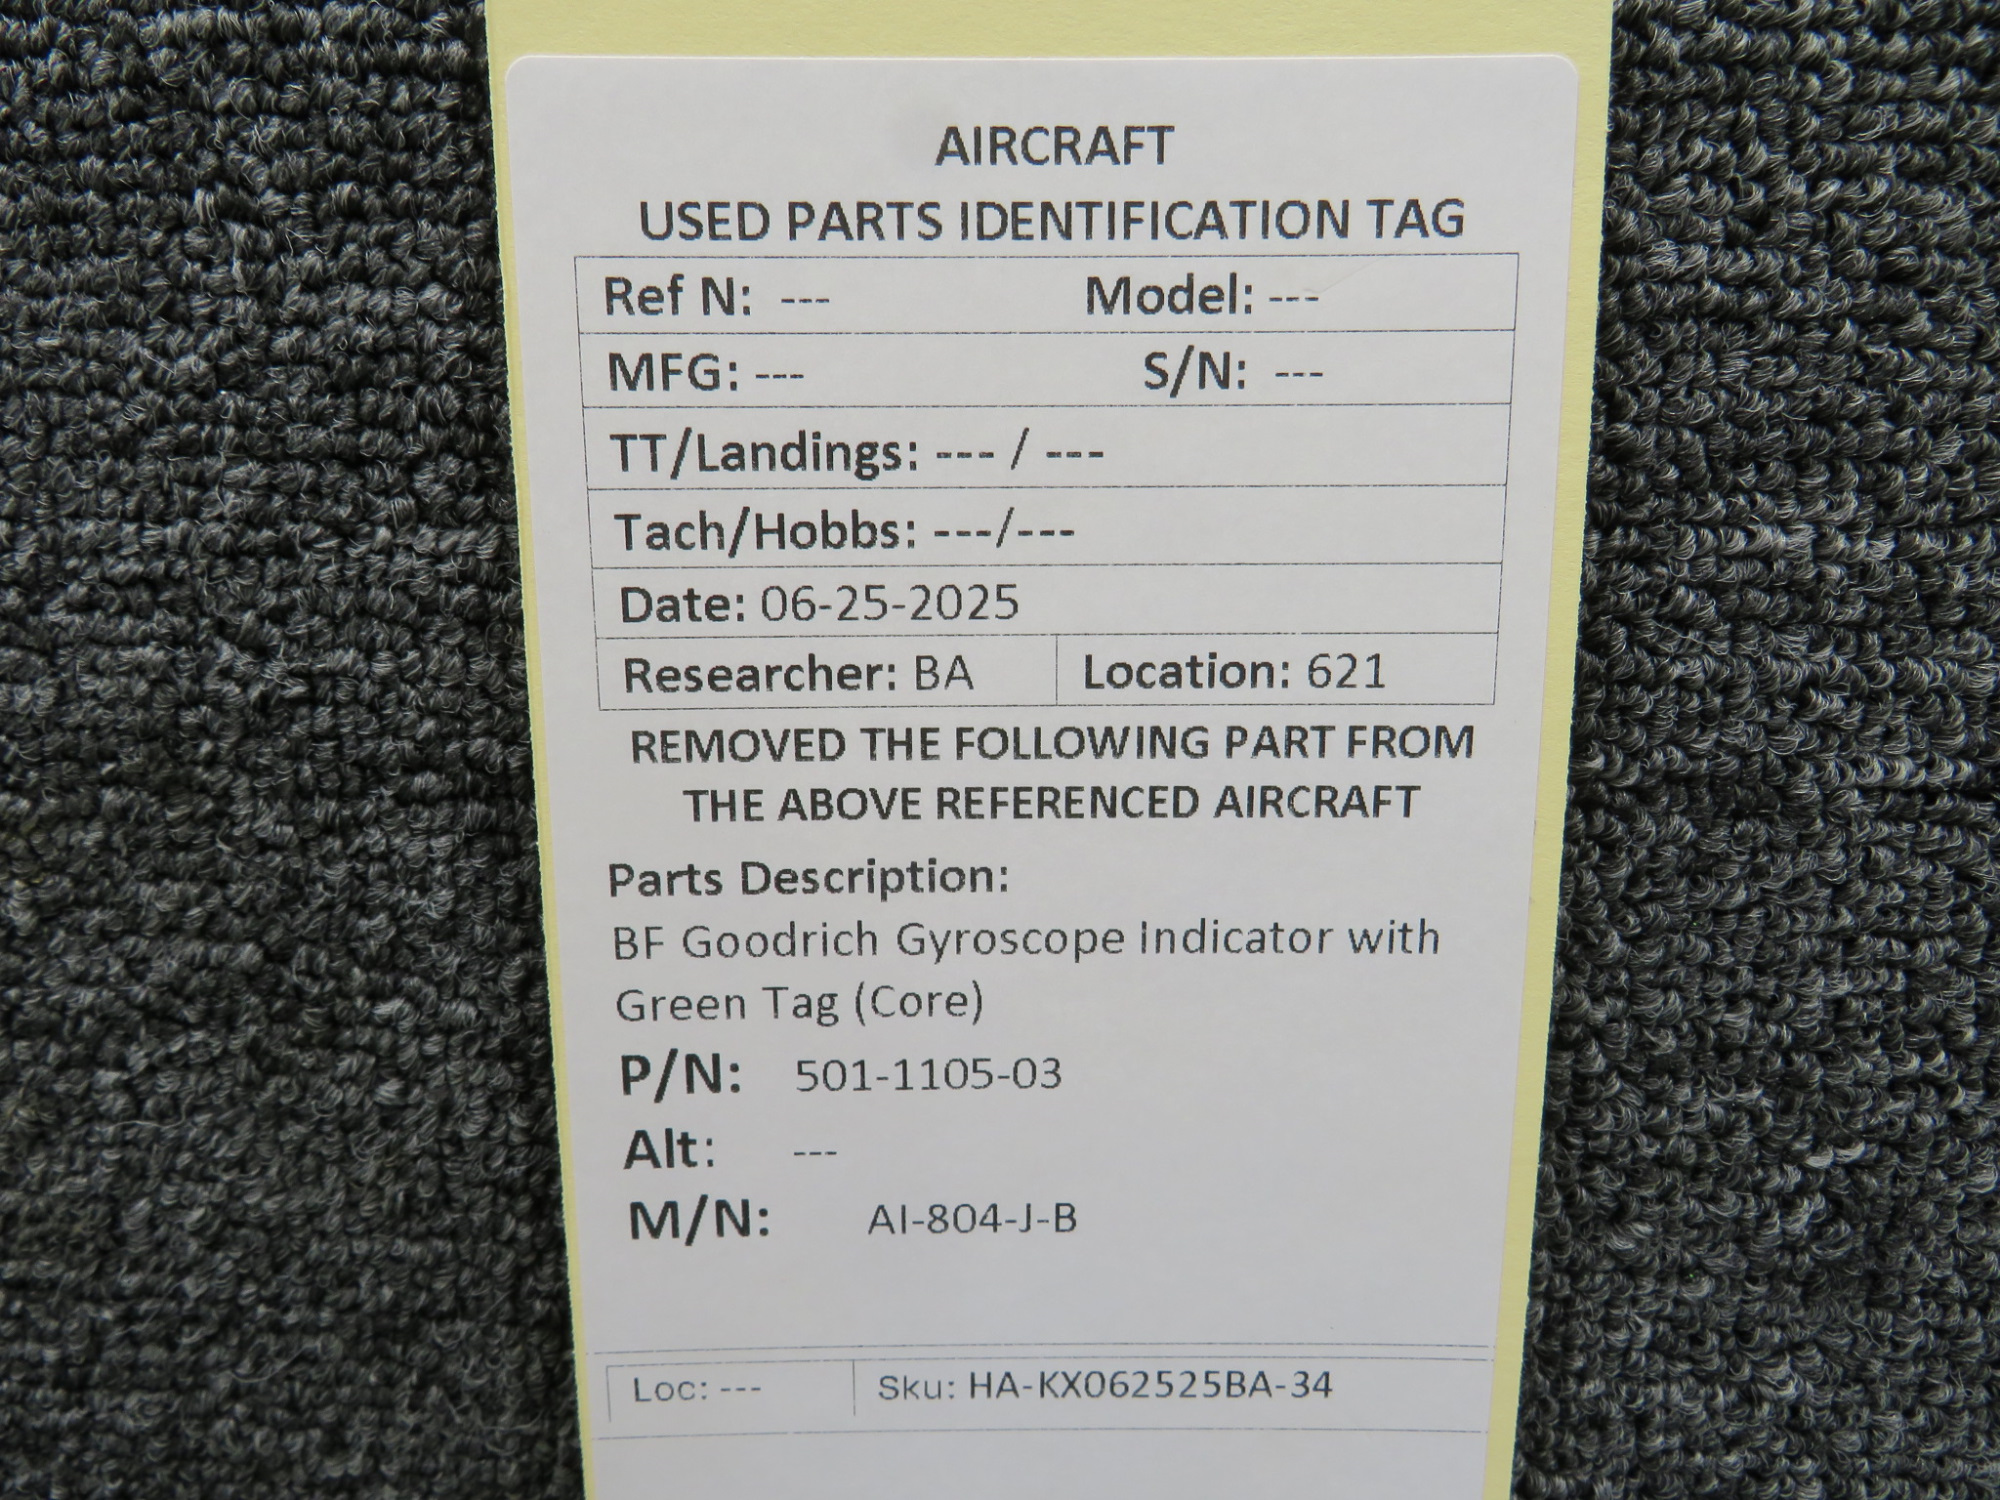 AIRCRAFT
USED PARTS IDENTIFICATION TAG
Ref N: --- Model: ---
MFG: --- S/N: ---
TT/Landings: --- / ---
Tach/Hobbs: ---/---
Date: 06-25-2025
Researcher: BA Location: 621
REMOVED THE FOLLOWING PART FROM
THE ABOVE REFERENCED AIRCRAFT
Parts Description:
BF Goodrich Gyroscope Indicator with
Green Tag (Core)
P/N: 501-1105-03
Alt: ---
M/N: AI-804-J-B
Loc: --- Sku: HA-KX062525BA-34